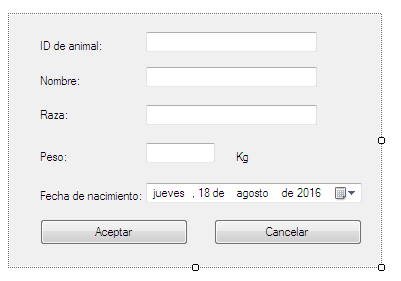 ID de animal:
Nombre:
Raza:
Peso: Kg
Fecha de nacimiento: jueves , 18 de agosto de 2016
Aceptar Cancelar